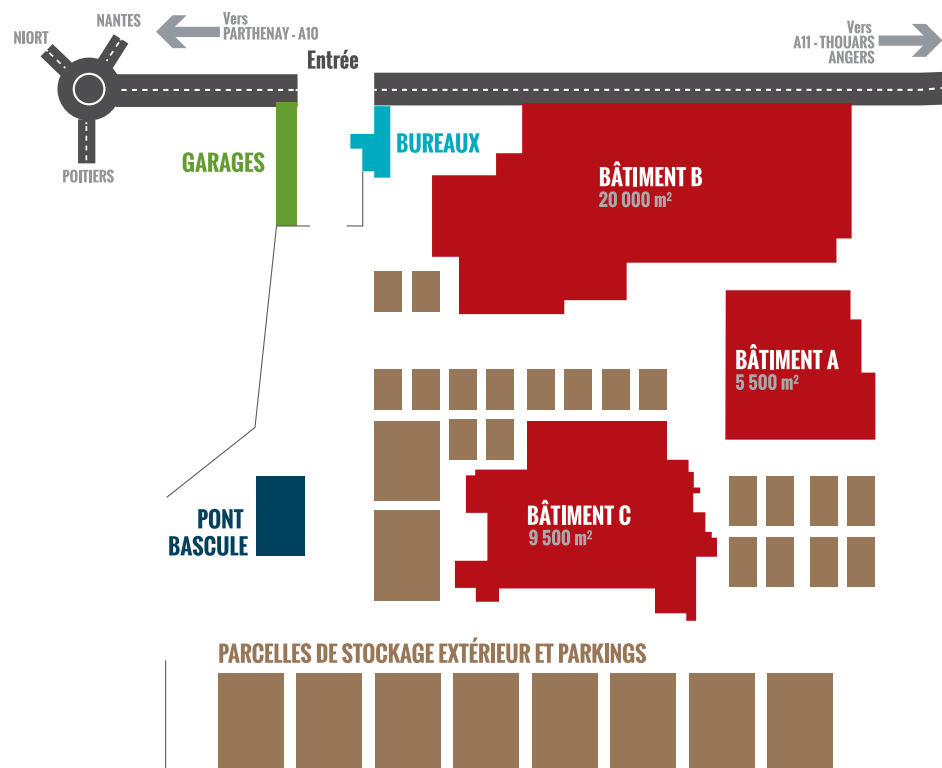 Vers
PARTHENAY - A10
NANTES
NIORT
Entrée
Vers
A11 - THOUARS
ANGERS
POITIERS
GARAGES
BUREAUX
BÂTIMENT B
20 000 m²
BÂTIMENT A
5 500 m²
BÂTIMENT C
9 500 m²
PONT
BASCULE
PARCELLES DE STOCKAGE EXTÉRIEUR ET PARKINGS